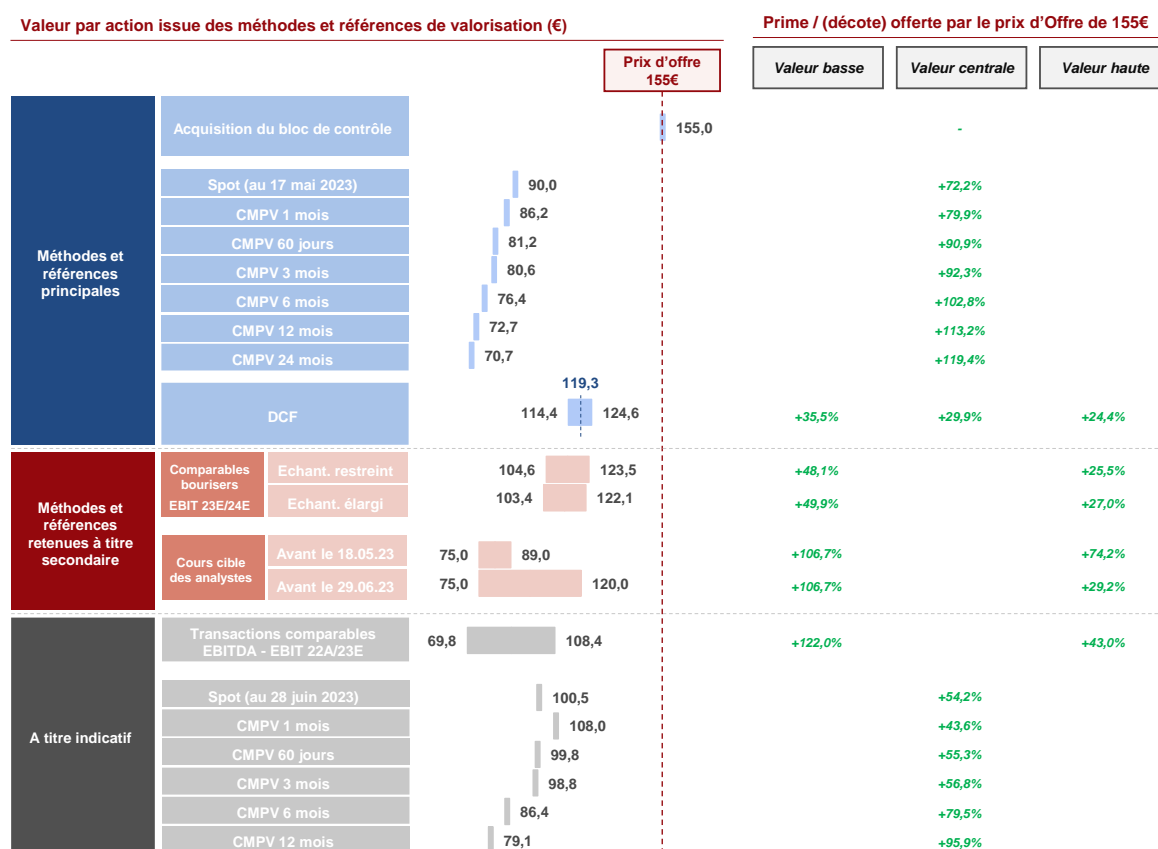 Valeur par action issue des méthodes et références de valorisation (€)
Prime / (décote) offerte par le prix d'Offre de 155€
Prix d'offre
155€
Valeur basse
Valeur centrale
Valeur haute
Méthodes et
références
principales
Acquisition du bloc de contrôle
155,0
-
Spot (au 17 mai 2023)
90,0
+72,2%
CMPV 1 mois
86,2
+79,9%
CMPV 60 jours
81,2
+90,9%
CMPV 3 mois
80,6
+92,3%
CMPV 6 mois
76,4
+102,8%
CMPV 12 mois
72,7
+113,2%
CMPV 24 mois
70,7
+119,4%
DCF
119,3
114,4
124,6
+35,5%
+29,9%
+24,4%
Méthodes et
références
retenues à titre
secondaire
Comparables
bourisers
EBIT 23E/24E
Echant. restreint
104,6
123,5
+48,1%
+25,5%
Echant. élargi
103,4
122,1
+49,9%
+27,0%
Cours cible
des analystes
Avant le 18.05.23
75,0
89,0
+106,7%
+74,2%
Avant le 29.06.23
75,0
120,0
+106,7%
+29,2%
A titre indicatif
Transactions comparables
EBITDA - EBIT 22A/23E
69,8
108,4
+122,0%
+43,0%
Spot (au 28 juin 2023)
100,5
+54,2%
CMPV 1 mois
108,0
+43,6%
CMPV 60 jours
99,8
+55,3%
CMPV 3 mois
98,8
+56,8%
CMPV 6 mois
86,4
+79,5%
CMPV 12 mois
79,1
+95,9%